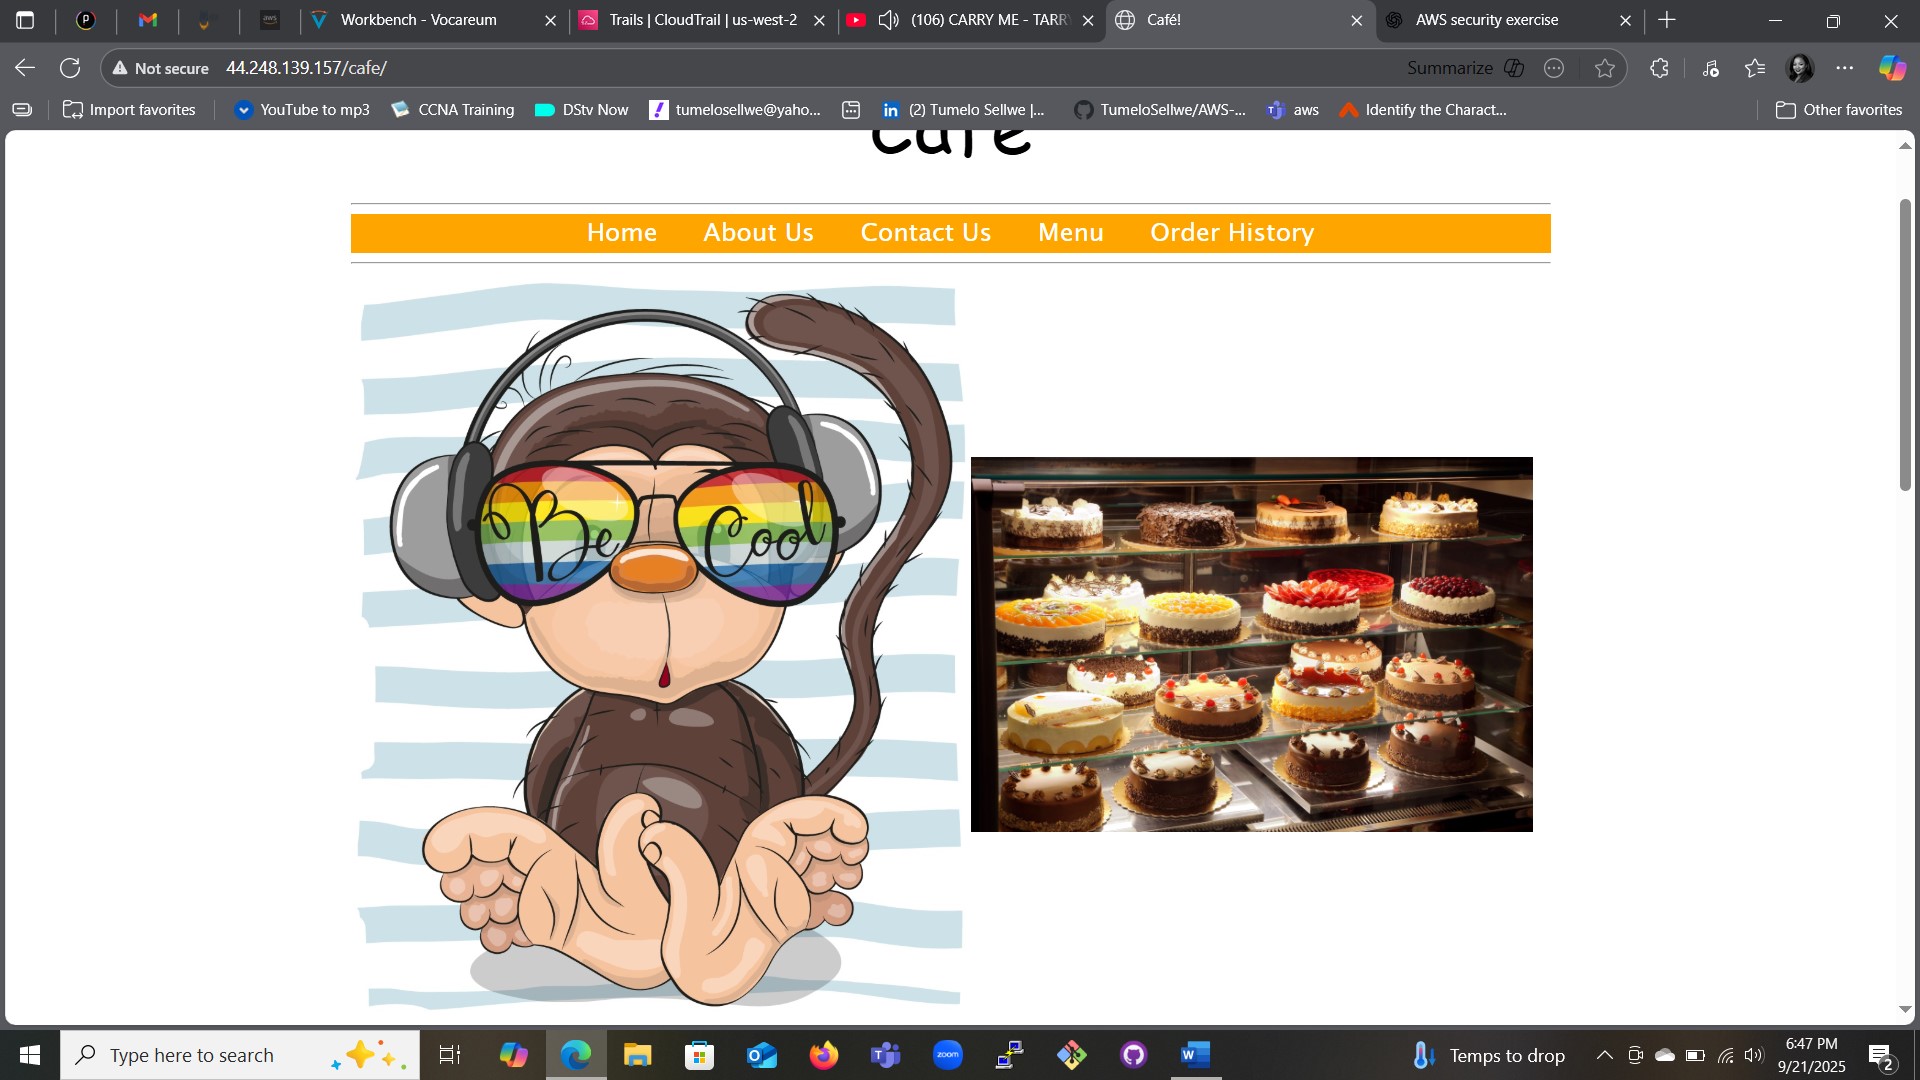 Workbench - Vocareum
Trails | CloudTrail | us-west-2
(106) CARRY ME - TARR
Café!
AWS security exercise
Not secure
44.248.139.157/cafe/
Summarize
Import favorites
YouTube to mp3
CCNA Training
DStv Now
tumelosellwe@yaho...
(2) Tumelo Sellwe |...
TumeloSellwe/AWS-...
aws
Identify the Charact...
Other favorites
Café
Home
About Us
Contact Us
Menu
Order History
Be Cool
Type here to search
zoom
Temps to drop
6:47 PM
9/21/2025
2